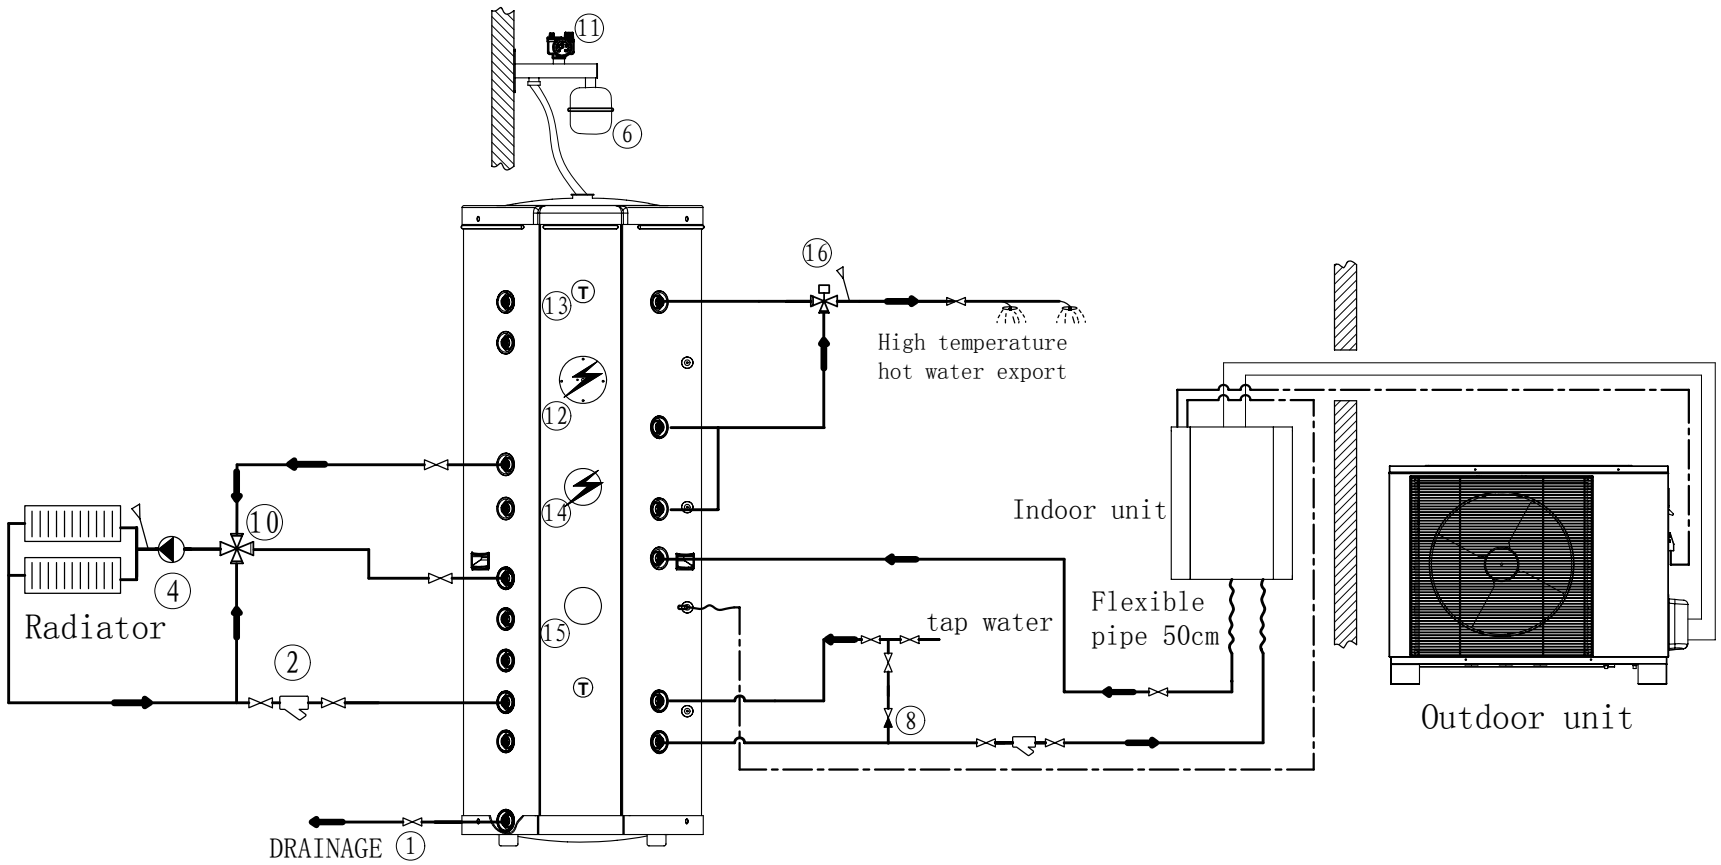 ⑪
⑥
⑯
⑬
T
High temperature
hot water export
⑫
⑭
⑩
Indoor unit
④
Radiator
⑮
Flexible
pipe 50cm
tap water
②
T
⑧
Outdoor unit
DRAINAGE ①